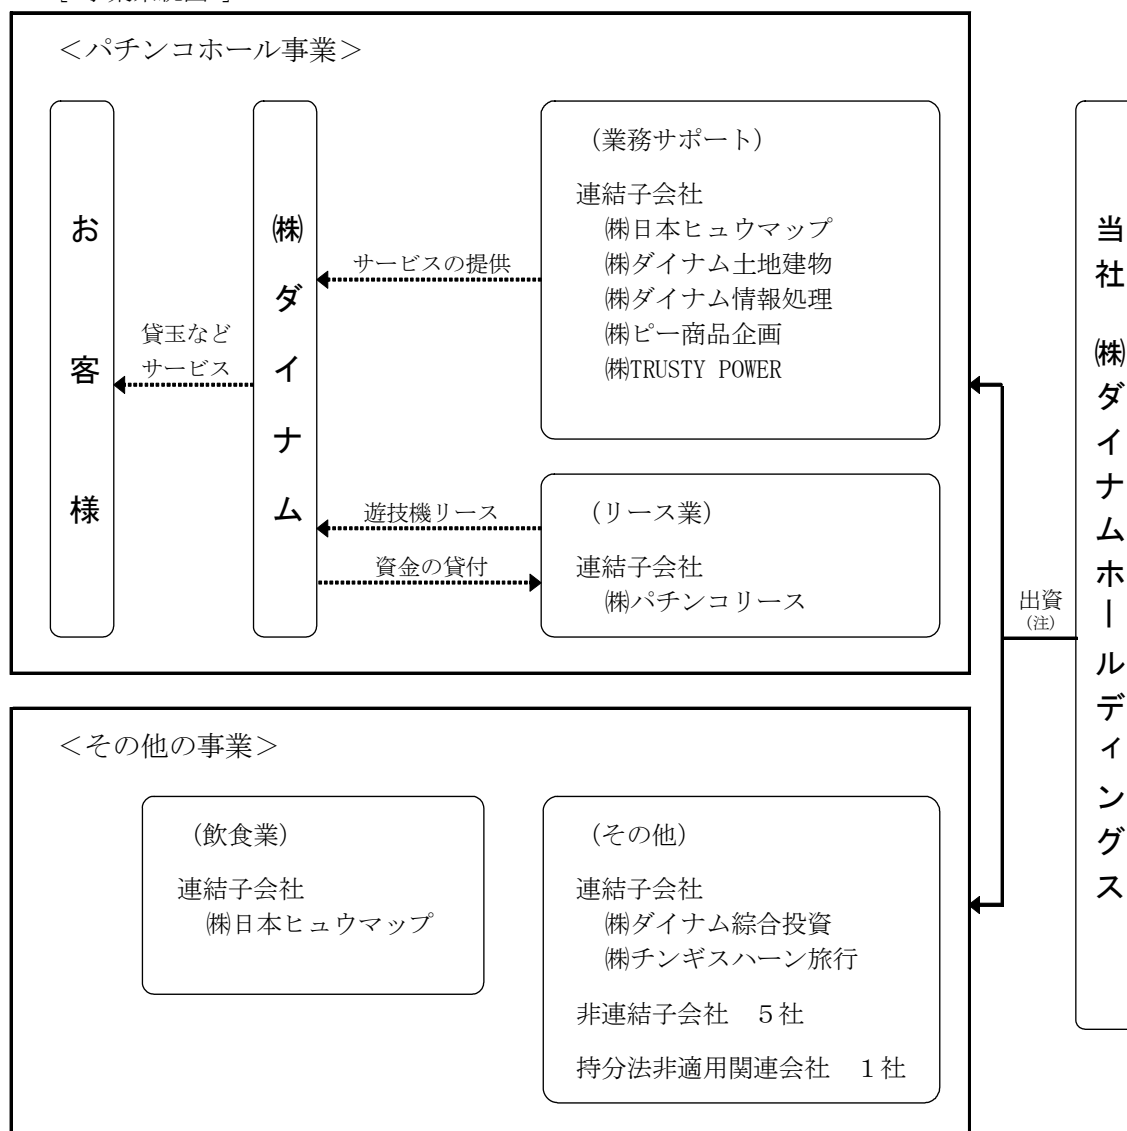 ＜パチンコホール事業＞
お客様
貸玉など
サービス
㈱ダイナム
サービスの提供
（業務サポート）
連結子会社
㈱日本ヒュウマップ
㈱ダイナム土地建物
㈱ダイナム情報処理
㈱ピー商品企画
㈱TRUSTY POWER
遊技機リース
資金の貸付
（リース業）
連結子会社
㈱パチンコリース
出資
（注）
当社　㈱ダイナムホールディングス
＜その他の事業＞
（飲食業）
連結子会社
㈱日本ヒュウマップ
（その他）
連結子会社
㈱ダイナム綜合投資
㈱チンギスハーン旅行
非連結子会社　５社
持分法非適用関連会社　１社